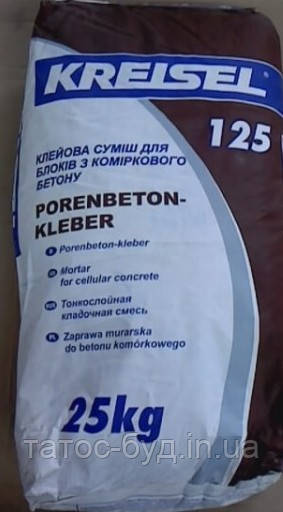 KREISEL®
125
КЛЕЙОВА СУМІШ ДЛЯ
БЛОКІВ З КОМІРКОВОГО
БЕТОНУ
PORENBETON-
KLEBER
Porenbeton-kleber
Mortar
for cellular concrete
Тонкослойная
кладочная смесь
PL Zaprawa murarska
do betonu komórkowego
25kg
татос-буд.in.ua